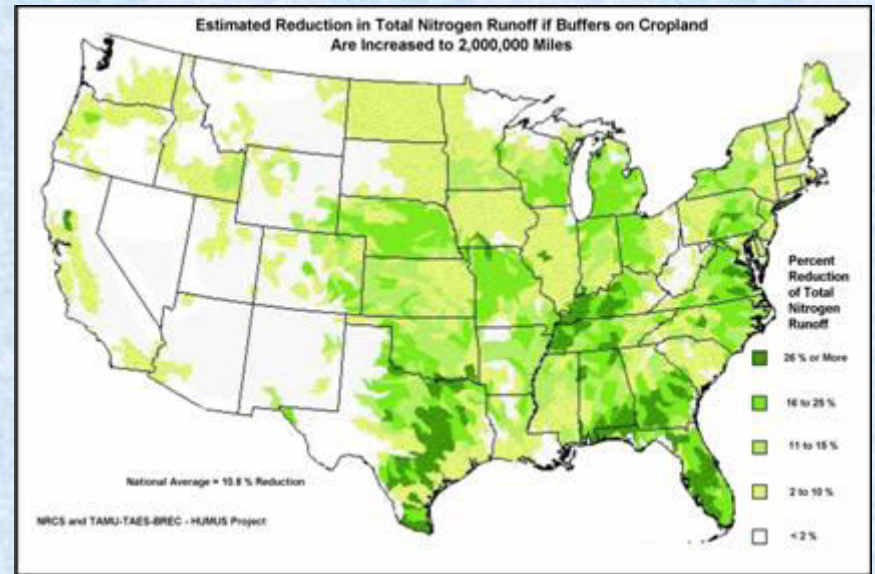 Estimated Reduction in Total Nitrogen Runoff if Buffers on Cropland
Are Increased to 2,000,000 Miles
Percent
Reduction
of Total
Nitrogen
Runoff
26 % or More
16 to 25 %
11 to 15 %
2 to 10 %
< 2 %
National Average = 10.8 % Reduction
NRCS and TAMU-TAES-BREC - HUMUS Project